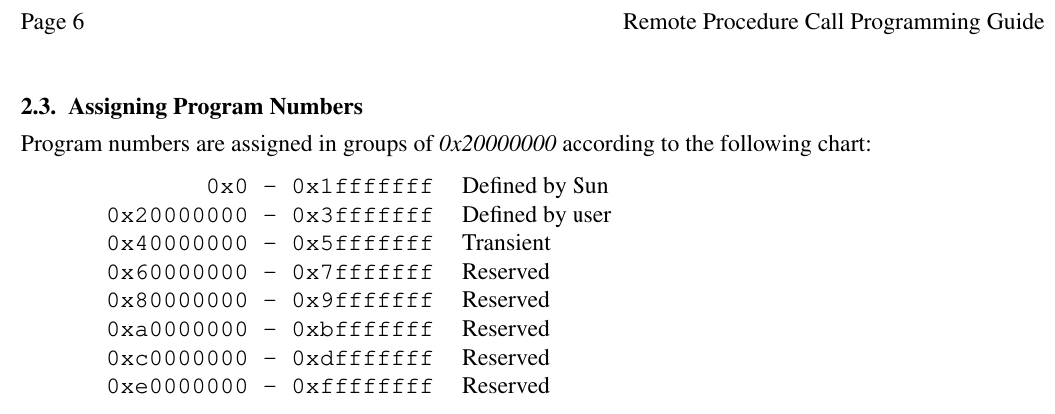 Page 6 Remote Procedure Call Programming Guide
2.3. Assigning Program Numbers
Program numbers are assigned in groups of 0x20000000 according to the following chart:
0x0 - 0x1fffffff Defined by Sun
0x20000000 - 0x3fffffff Defined by user
0x40000000 - 0x5fffffff Transient
0x60000000 - 0x7fffffff Reserved
0x80000000 - 0x9fffffff Reserved
0xa0000000 - 0xbfffffff Reserved
0xc0000000 - 0xdfffffff Reserved
0xe0000000 - 0xffffffff Reserved